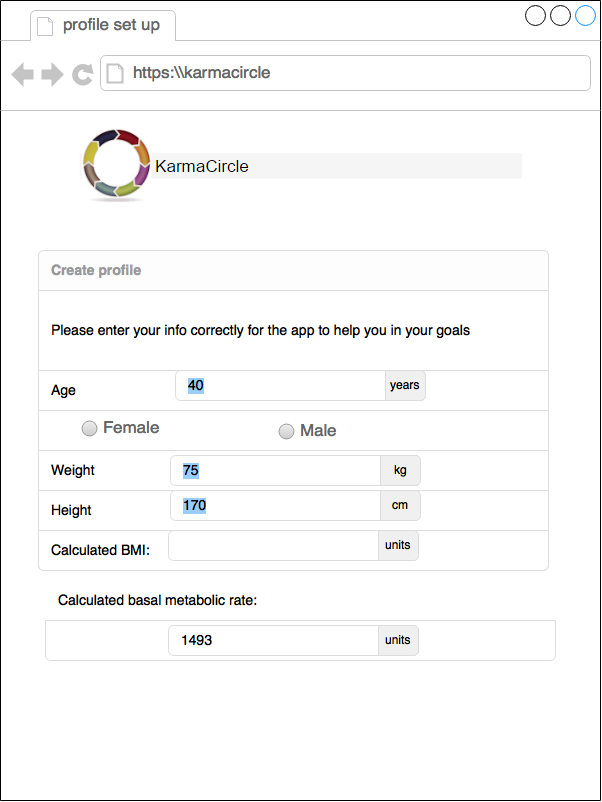 profile set up
https:\\karmacircle
KarmaCircle
Create profile
Please enter your info correctly for the app to help you in your goals
Age 40 years
Female Male
Weight 75 kg
Height 170 cm
Calculated BMI: units
Calculated basal metabolic rate:
1493 units